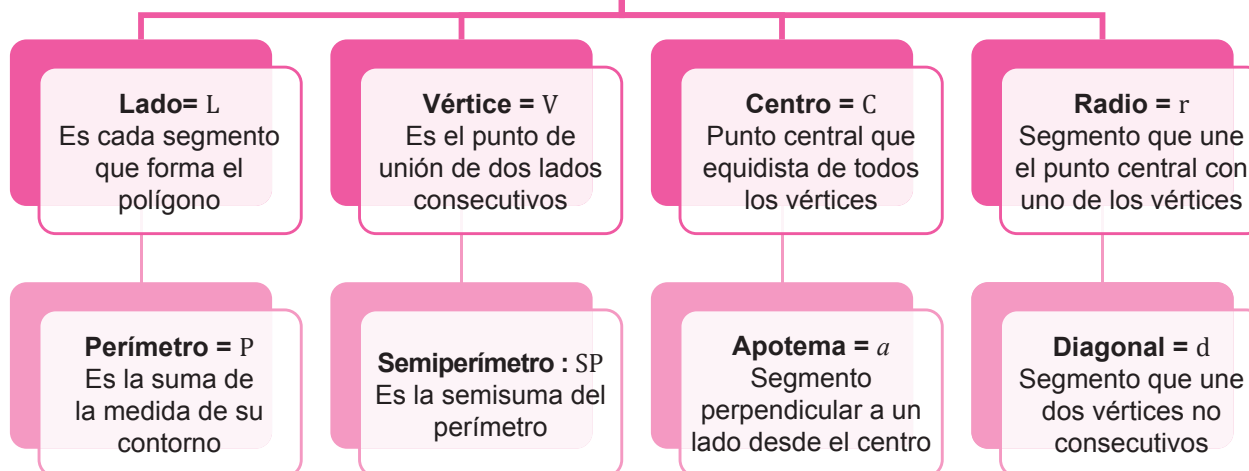 Lado= L
Es cada segmento
que forma el
polígono
Vértice = V
Es el punto de
unión de dos lados
consecutivos
Centro = C
Punto central que
equidista de todos
los vértices
Radio = r
Segmento que une
el punto central con
uno de los vértices
Perímetro = P
Es la suma de
la medida de su
contorno
Semiperímetro : SP
Es la semisuma del
perímetro
Apotema = a
Segmento
perpendicular a un
lado desde el centro
Diagonal = d
Segmento que une
dos vértices no
consecutivos